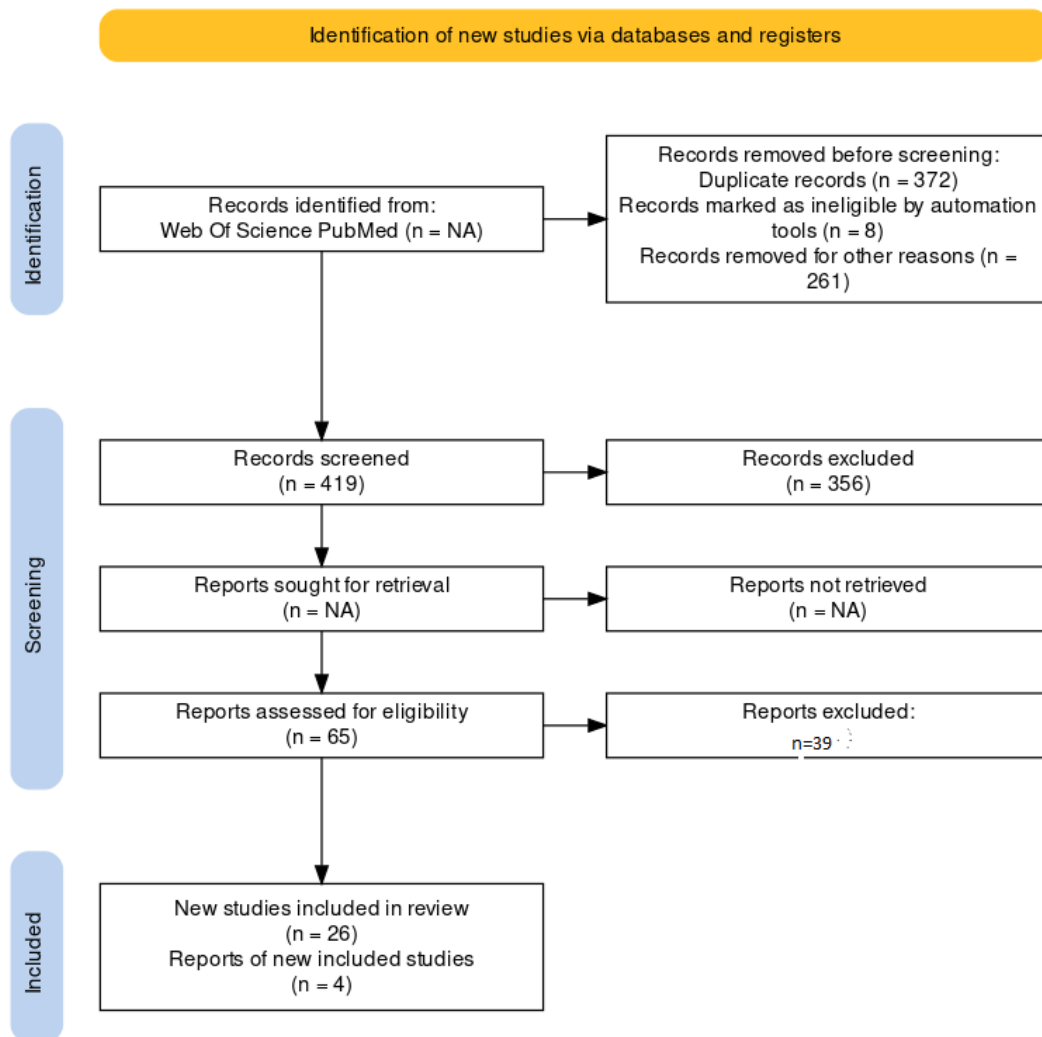 Identification of new studies via databases and registers
Identification
Records identified from:
Web Of Science PubMed (n = NA)
Records removed before screening:
Duplicate records (n = 372)
Records marked as ineligible by automation
tools (n = 8)
Records removed for other reasons (n =
261)
Screening
Records screened
(n = 419)
Records excluded
(n = 356)
Reports sought for retrieval
(n = NA)
Reports not retrieved
(n = NA)
Reports assessed for eligibility
(n = 65)
Reports excluded:
n=39
Included
New studies included in review
(n = 26)
Reports of new included studies
(n = 4)